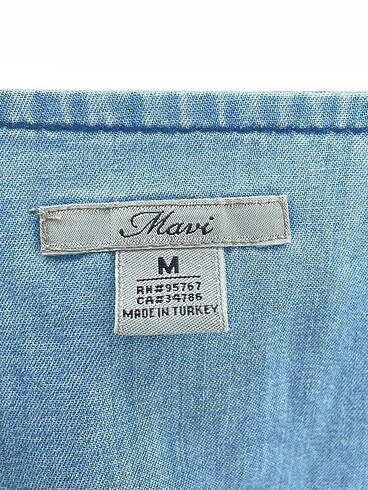 Mavi
M
RN#95767
CA#34786
MADE IN TURKEY